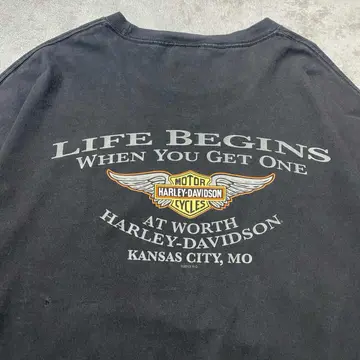 LIFE BEGINS
WHEN YOU GET ONE
MOTOR
HARLEY-DAVIDSON
CYCLES
AT WORTH
HARLEY-DAVIDSON
KANSAS CITY, MO